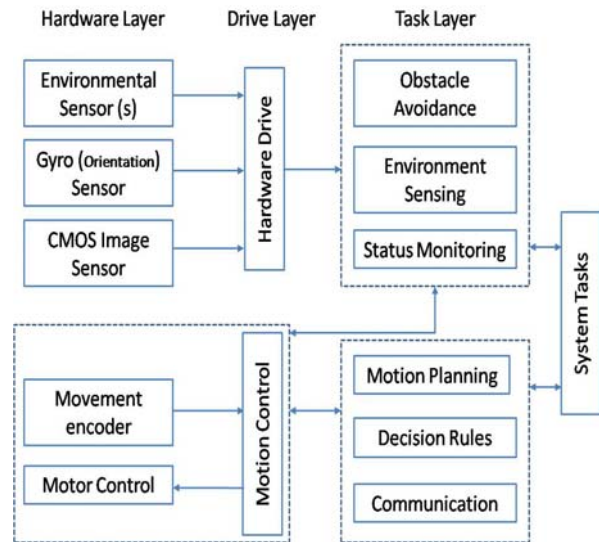 Hardware Layer
Drive Layer
Task Layer
Environmental
Sensor (s)
Gyro (Orientation)
Sensor
CMOS Image
Sensor
Hardware Drive
Obstacle
Avoidance
Environment
Sensing
Status Monitoring
System Tasks
Movement
encoder
Motor Control
Motion Control
Motion Planning
Decision Rules
Communication